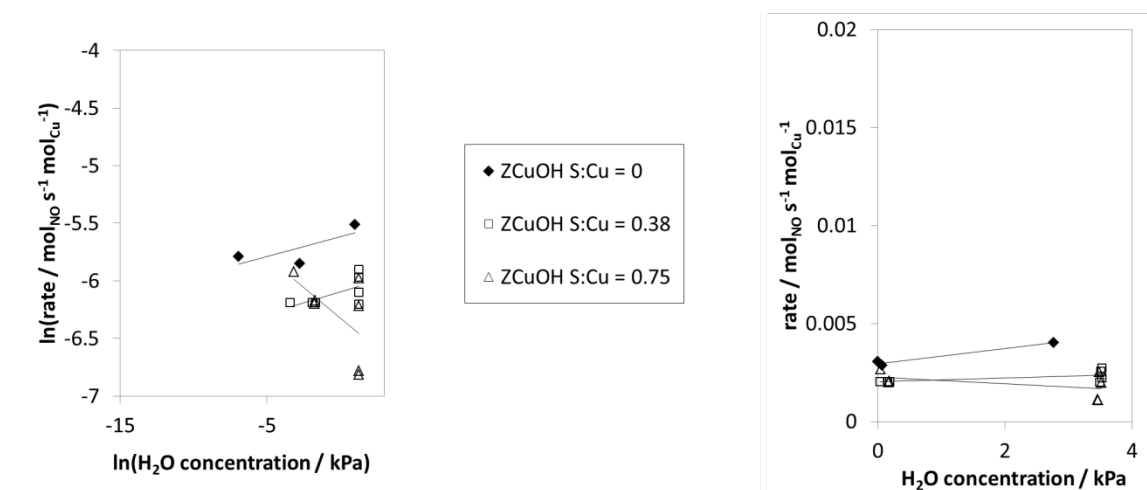 -4
-4.5
-5
-5.5
-6
-6.5
-7
-15
-5
ln(rate / mol_NO s⁻¹ mol_Cu⁻¹)
ln(H₂O concentration / kPa)
ZCuOH S:Cu = 0
ZCuOH S:Cu = 0.38
ZCuOH S:Cu = 0.75
0.02
0.015
0.01
0.005
0
0
2
4
rate / mol_NO s⁻¹ mol_Cu⁻¹
H₂O concentration / kPa